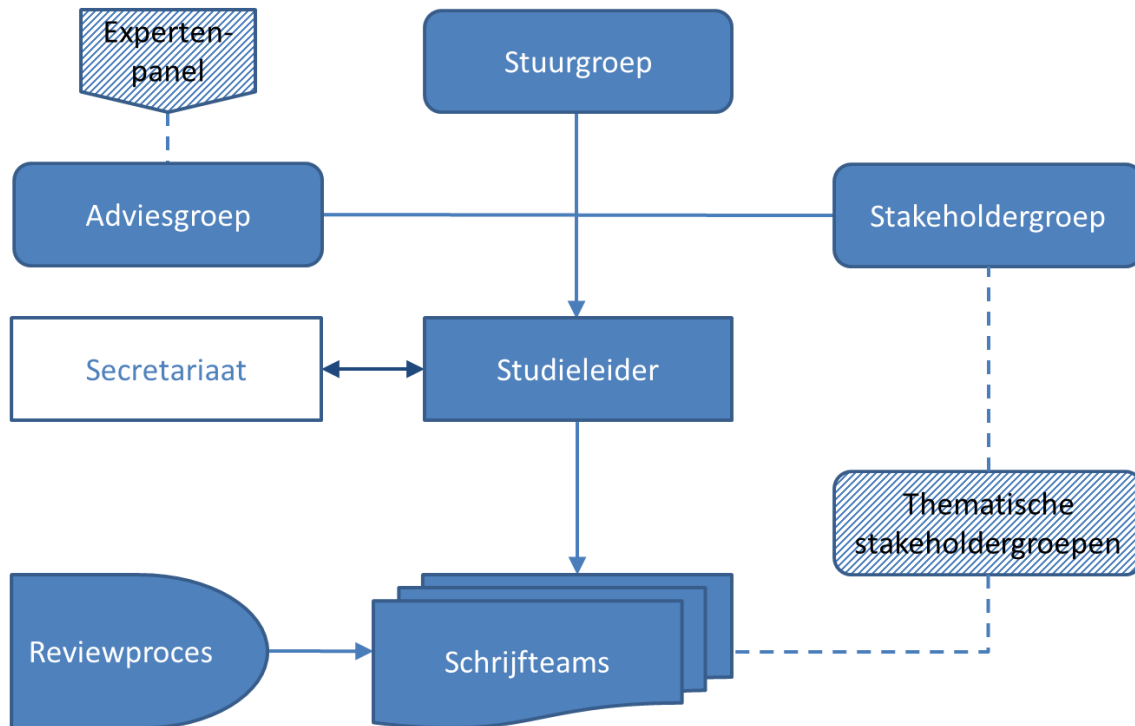 Experten-
panel
Stuurgroep
Adviesgroep
Stakeholdergroep
Secretariaat
Studieleider
Thematische
stakeholdergroepen
Reviewproces
Schrijfteams